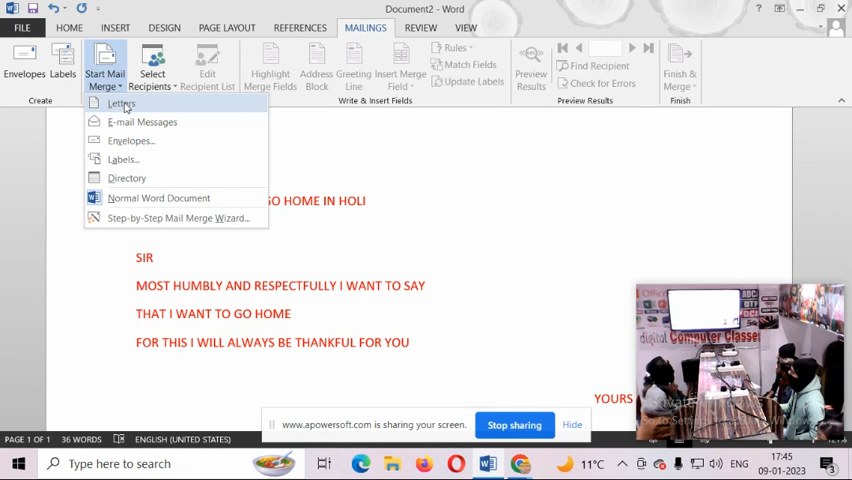 Document2 - Word
FILE HOME INSERT DESIGN PAGE LAYOUT REFERENCES MAILINGS REVIEW VIEW
Envelopes Labels Start Mail Merge Select Recipients Edit Recipient List Highlight Merge Fields Address Block Greeting Line Insert Merge Field Rules Match Fields Update Labels Preview Results Find Recipient Check for Errors Finish & Merge
Create Write & Insert Fields Finish
Letters
E-mail Messages
Envelopes...
Labels...
Directory
Normal Word Document
Step-by-Step Mail Merge Wizard...
GO HOME IN HOLI
SIR
MOST HUMBLY AND RESPECTFULLY I WANT TO SAY
THAT I WANT TO GO HOME
FOR THIS I WILL ALWAYS BE THANKFUL FOR YOU
YOURS
digital Computer Classes
www.apowersoft.com is sharing your screen. Stop sharing Hide
PAGE 1 OF 1 36 WORDS ENGLISH (UNITED STATES)
Type here to search
11°C ENG 17:45
09-01-2023